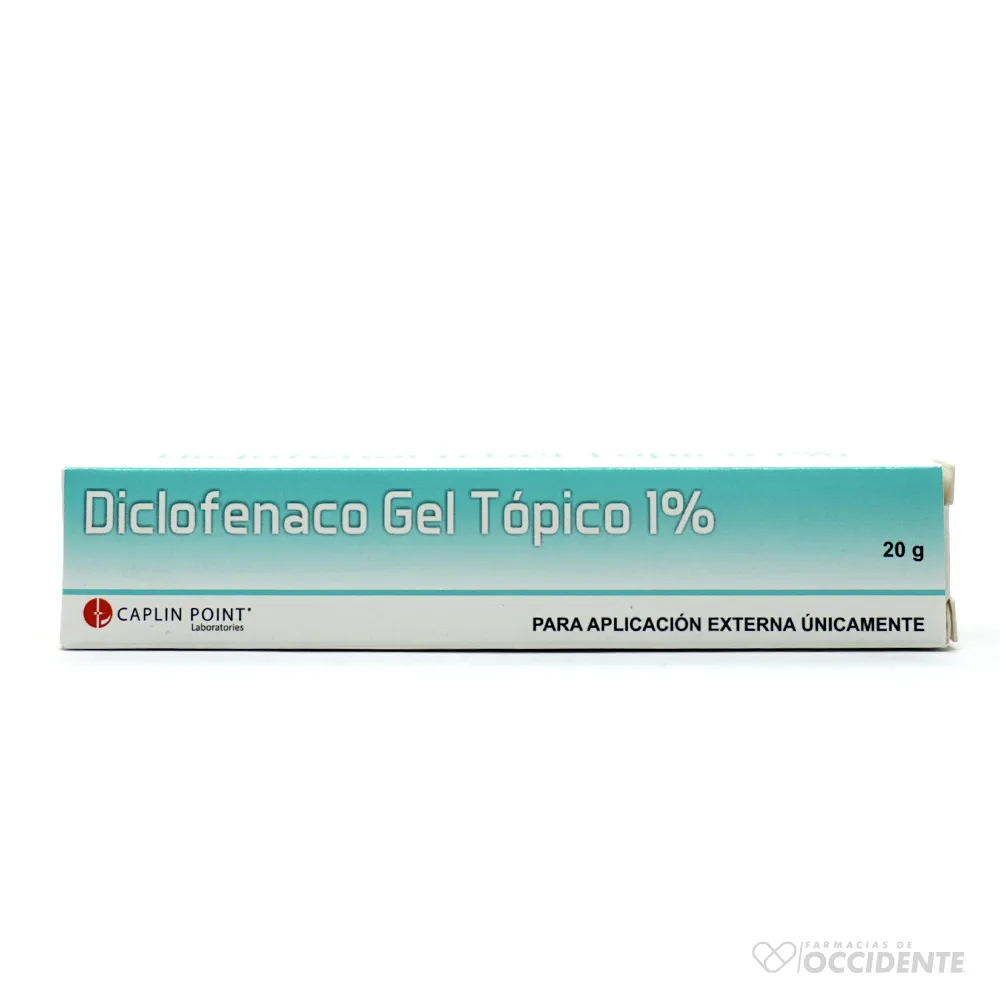 Diclofenaco Gel Tópico 1%
20 g
CAPLIN POINT
Laboratories
PARA APLICACIÓN EXTERNA ÚNICAMENTE
FARMACIAS DE
OCCIDENTE